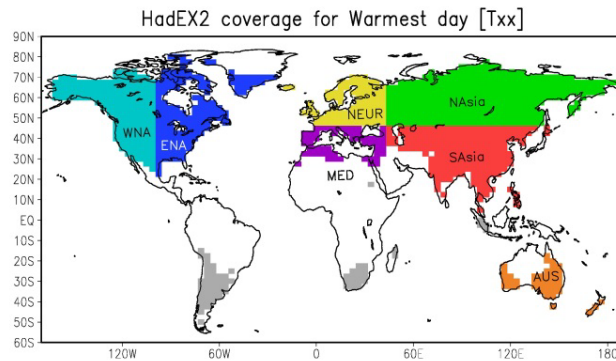 HadEX2 coverage for Warmest day [Txx]
90N
80N
70N
60N
50N
40N
30N
20N
10N
EQ
10S
20S
30S
40S
50S
60S
WNA
ENA
NEUR
MED
NAsia
SAsia
AUS
120W
60W
0
60E
120E